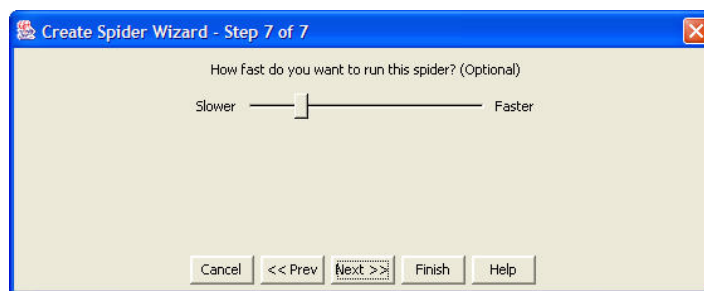 Create Spider Wizard - Step 7 of 7
How fast do you want to run this spider? (Optional)
Slower Faster
Cancel << Prev Next >> Finish Help